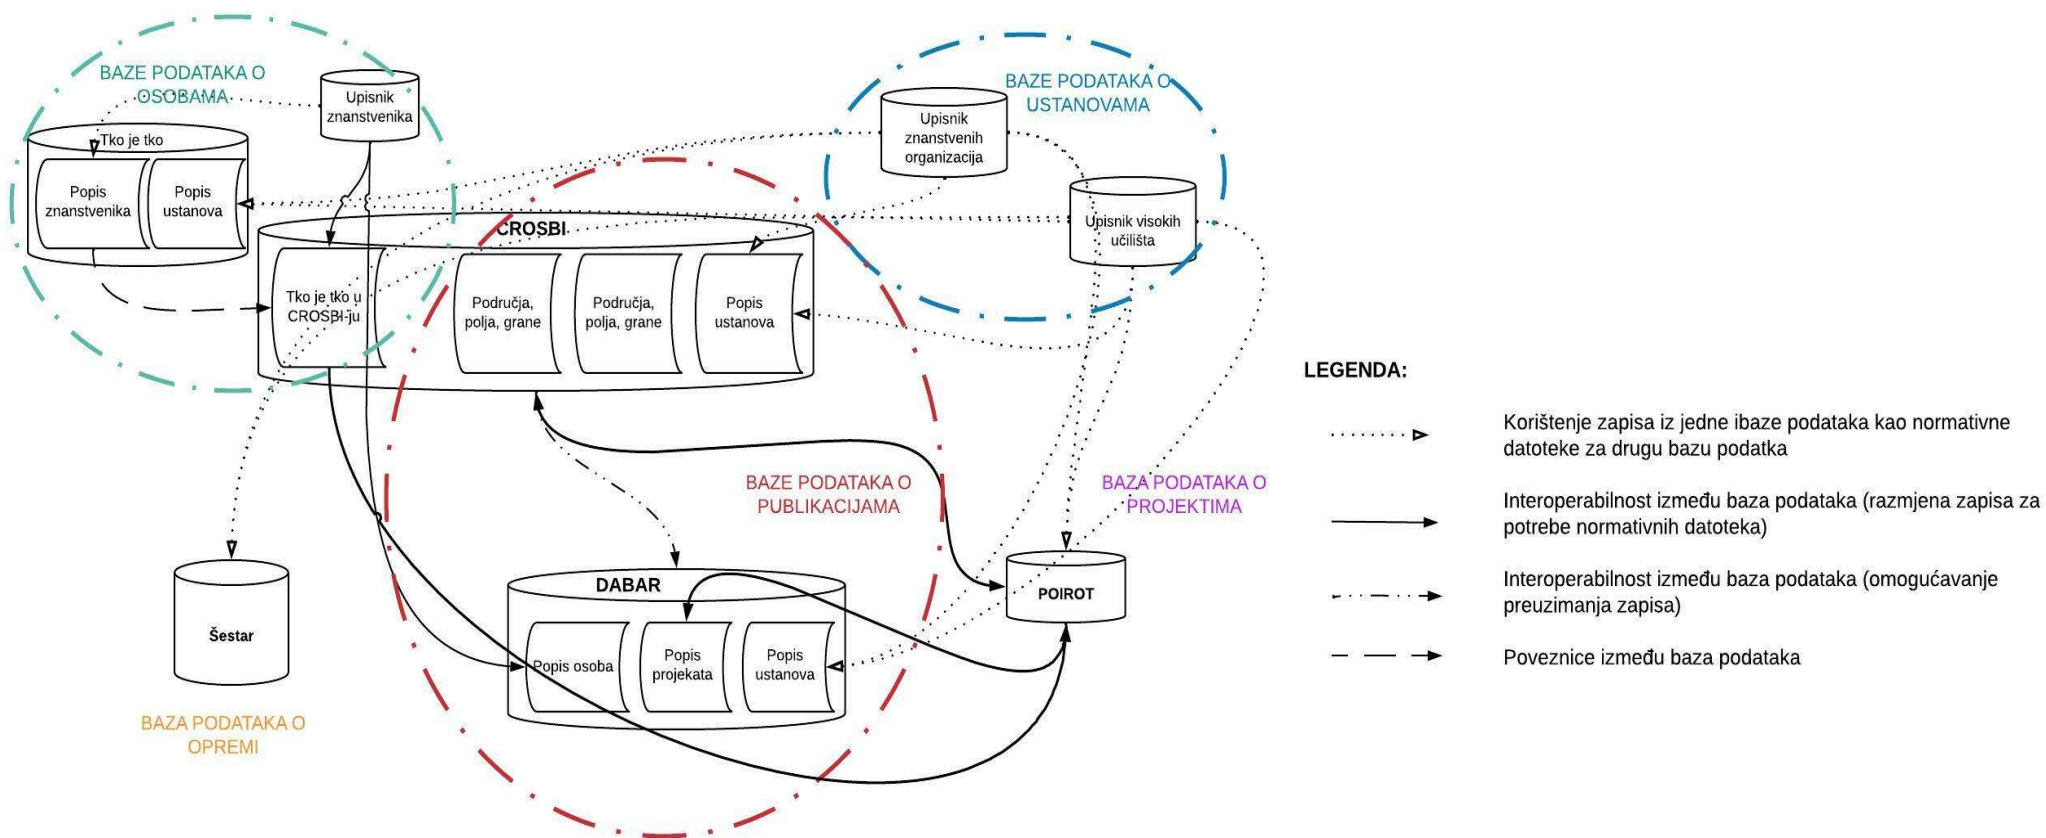 BAZE PODATAKA O
OSOBAMA
Upisnik
znanstvenika
Tko je tko
Popis
znanstvenika
Popis
ustanova
BAZE PODATAKA O
USTANOVAMA
Upisnik
znanstvenih
organizacija
Upisnik visokih
učilišta
CROSBI
Tko je tko u
CROSBI-ju
Područja,
polja, grane
Područja,
polja, grane
Popis
ustanova
BAZE PODATAKA O
PUBLIKACIJAMA
BAZA PODATAKA O
PROJEKTIMA
Šestar
BAZA PODATAKA O
OPREMI
DABAR
Popis osoba
Popis
projekata
Popis
ustanova
POIROT
LEGENDA:
Korištenje zapisa iz jedne ibaze podataka kao normativne
datoteke za drugu bazu podatka
Interoperabilnost između baza podataka (razmjena zapisa za
potrebe normativnih datoteka)
Interoperabilnost između baza podataka (omogućavanje
preuzimanja zapisa)
Poveznice između baza podataka